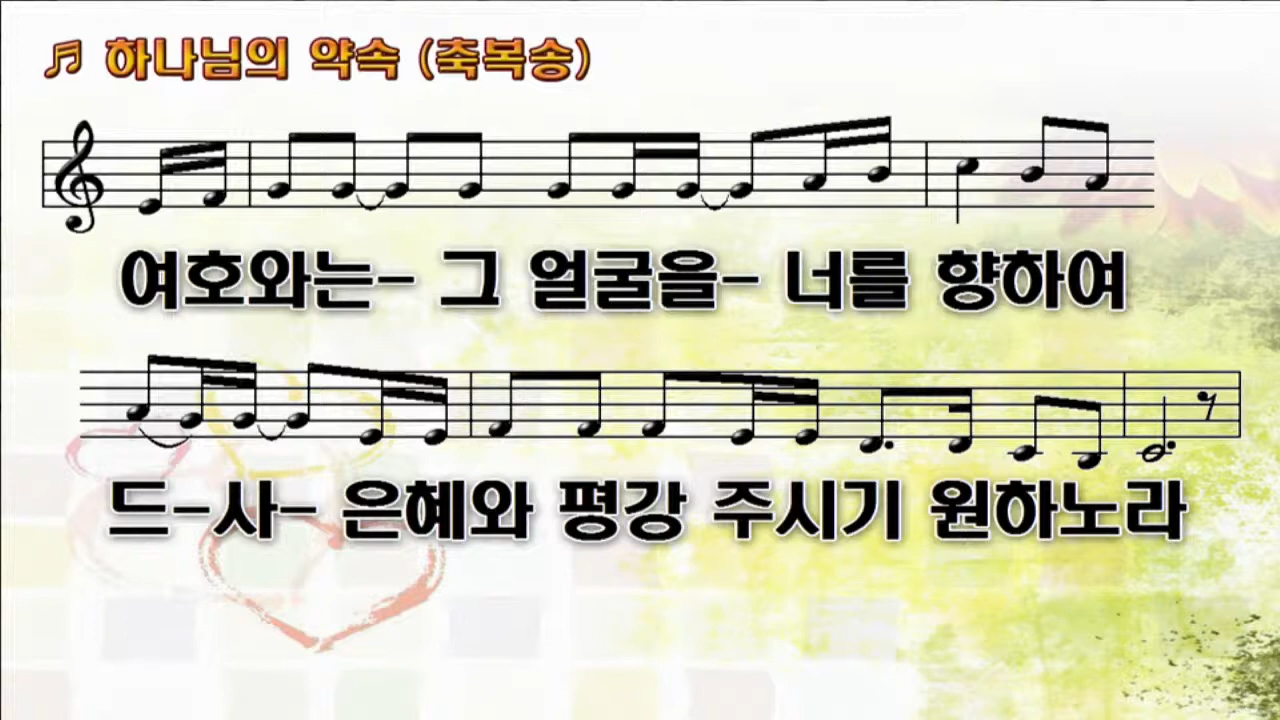 ♬ 하나님의 약속 (축복송)
여호와는- 그 얼굴을- 너를 향하여
드-사- 은혜와 평강 주시기 원하노라